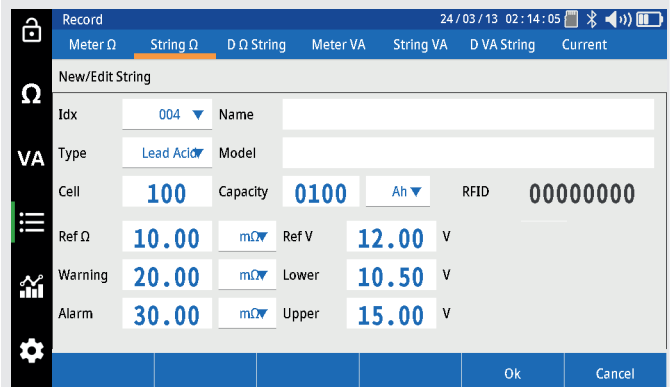 Record 24/03/13 02:14:05
Meter Ω String Ω D Ω String Meter VA String VA D VA String Current
New/Edit String
Idx 004 Name
Type Lead Acid Model
Cell 100 Capacity 0100 Ah RFID 00000000
Ref Ω 10.00 mΩ Ref V 12.00 V
Warning 20.00 mΩ Lower 10.50 V
Alarm 30.00 mΩ Upper 15.00 V
Ω
VA
Ok Cancel